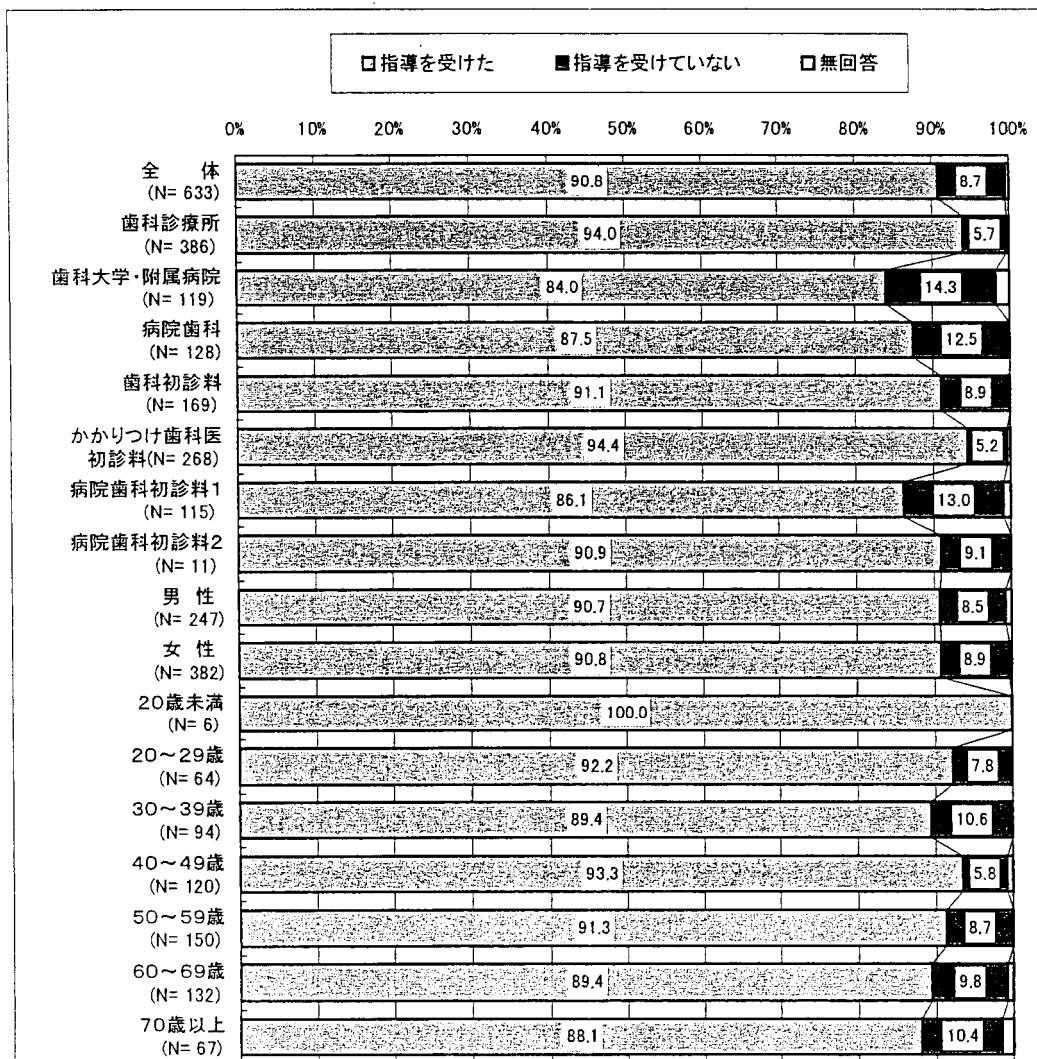 指導を受けた 指導を受けていない 無回答
0% 10% 20% 30% 40% 50% 60% 70% 80% 90% 100%
全体
(N= 633)
90.8 8.7
歯科診療所
(N= 386)
94.0 5.7
歯科大学・附属病院
(N= 119)
84.0 14.3
病院歯科
(N= 128)
87.5 12.5
歯科初診料
(N= 169)
91.1 8.9
かかりつけ歯科医
初診料(N= 268)
94.4 5.2
病院歯科初診料1
(N= 115)
86.1 13.0
病院歯科初診料2
(N= 11)
90.9 9.1
男性
(N= 247)
90.7 8.5
女性
(N= 382)
90.8 8.9
20歳未満
(N= 6)
100.0
20～29歳
(N= 64)
92.2 7.8
30～39歳
(N= 94)
89.4 10.6
40～49歳
(N= 120)
93.3 5.8
50～59歳
(N= 150)
91.3 8.7
60～69歳
(N= 132)
89.4 9.8
70歳以上
(N= 67)
88.1 10.4